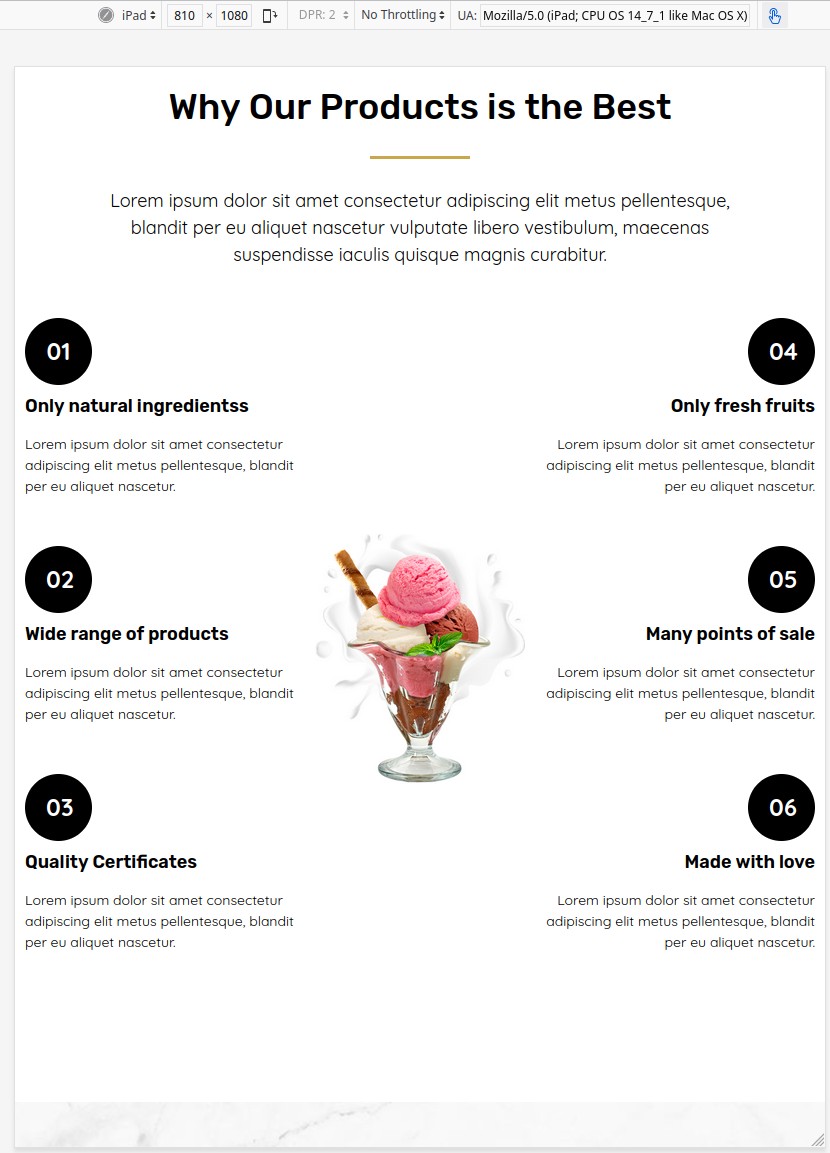 iPad 810 × 1080 DPR: 2 No Throttling UA: Mozilla/5.0 (iPad; CPU OS 14_7_1 like Mac OS X)
Why Our Products is the Best
Lorem ipsum dolor sit amet consectetur adipiscing elit metus pellentesque,
blandit per eu aliquet nascetur vulputate libero vestibulum, maecenas
suspendisse iaculis quisque magnis curabitur.
01
Only natural ingredientss
Lorem ipsum dolor sit amet consectetur
adipiscing elit metus pellentesque, blandit
per eu aliquet nascetur.
02
Wide range of products
Lorem ipsum dolor sit amet consectetur
adipiscing elit metus pellentesque, blandit
per eu aliquet nascetur.
03
Quality Certificates
Lorem ipsum dolor sit amet consectetur
adipiscing elit metus pellentesque, blandit
per eu aliquet nascetur.
04
Only fresh fruits
Lorem ipsum dolor sit amet consectetur
adipiscing elit metus pellentesque, blandit
per eu aliquet nascetur.
05
Many points of sale
Lorem ipsum dolor sit amet consectetur
adipiscing elit metus pellentesque, blandit
per eu aliquet nascetur.
06
Made with love
Lorem ipsum dolor sit amet consectetur
adipiscing elit metus pellentesque, blandit
per eu aliquet nascetur.